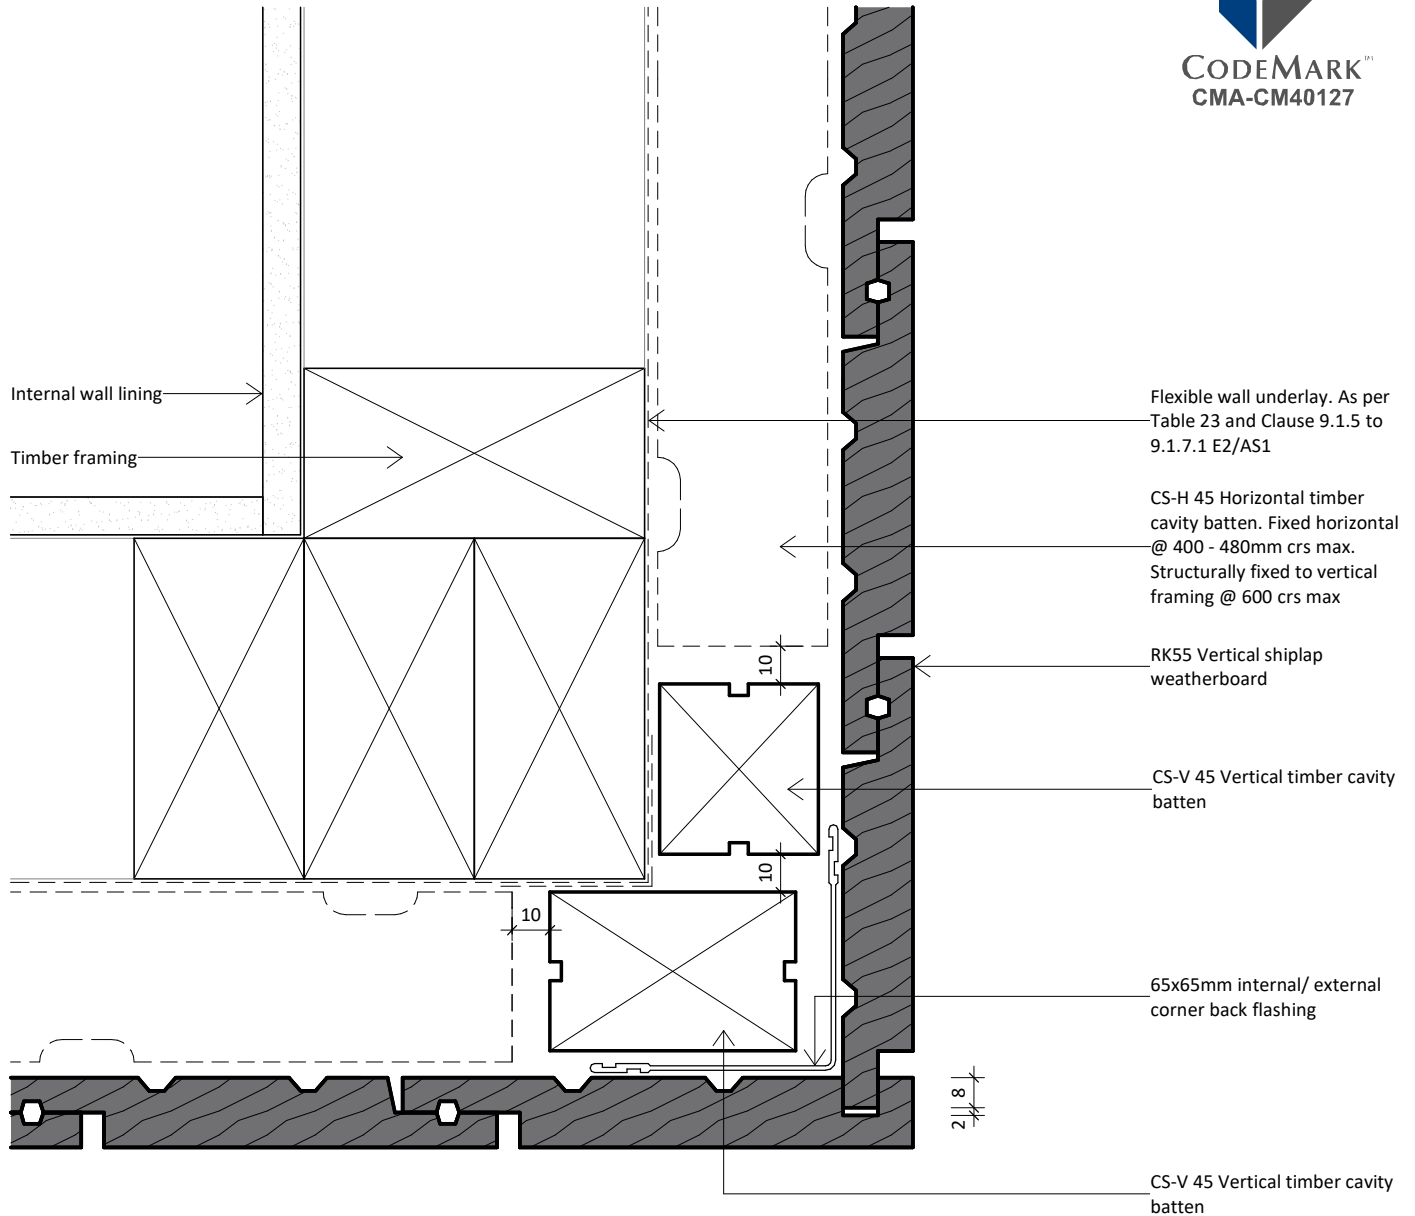 CODEMARK™
CMA-CM40127
Internal wall lining
Timber framing
Flexible wall underlay. As per
Table 23 and Clause 9.1.5 to
9.1.7.1 E2/AS1
CS-H 45 Horizontal timber
cavity batten. Fixed horizontal
@ 400 - 480mm crs max.
Structurally fixed to vertical
framing @ 600 crs max
10
RK55 Vertical shiplap
weatherboard
CS-V 45 Vertical timber cavity
batten
10
10
65x65mm internal/ external
corner back flashing
8
2
CS-V 45 Vertical timber cavity
batten